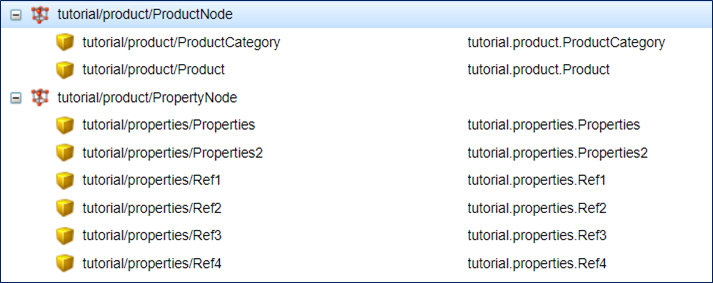 tutorial/product/ProductNode
tutorial/product/ProductCategory tutorial.product.ProductCategory
tutorial/product/Product tutorial.product.Product
tutorial/product/PropertyNode
tutorial/properties/Properties tutorial.properties.Properties
tutorial/properties/Properties2 tutorial.properties.Properties2
tutorial/properties/Ref1 tutorial.properties.Ref1
tutorial/properties/Ref2 tutorial.properties.Ref2
tutorial/properties/Ref3 tutorial.properties.Ref3
tutorial/properties/Ref4 tutorial.properties.Ref4